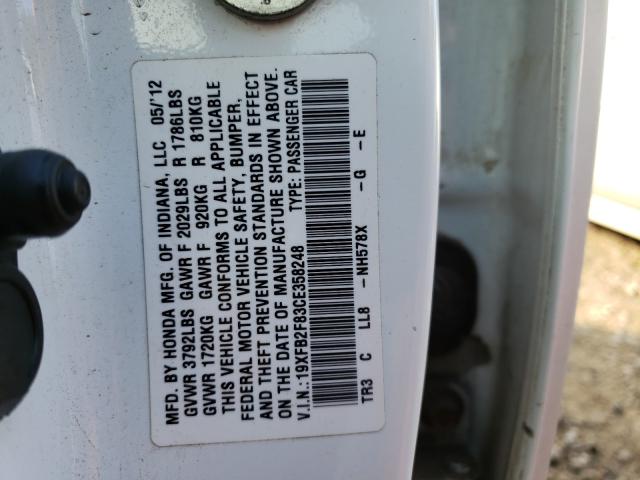 MFD. BY HONDA MFG. OF INDIANA, LLC 05/'12
GVWR 3792LBS GAWR F 2029LBS R 1786LBS
GVWR 1720KG GAWR F 920KG R 810KG
THIS VEHICLE CONFORMS TO ALL APPLICABLE
FEDERAL MOTOR VEHICLE SAFETY, BUMPER,
AND THEFT PREVENTION STANDARDS IN EFFECT
ON THE DATE OF MANUFACTURE SHOWN ABOVE.
V.I.N.: 19XFB2F83CE358248 TYPE: PASSENGER CAR
TR3 C LL8 -NH578X -G -E